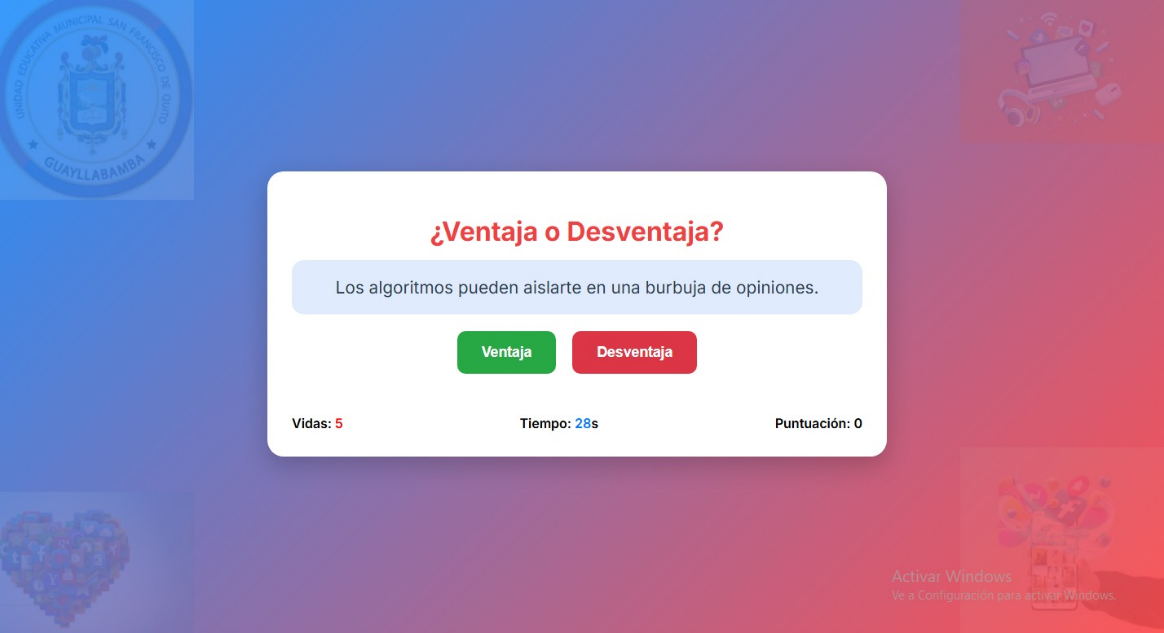 UNIDAD EDUCATIVA MUNICIPAL SAN FRANCISCO DE QUITO
GUAYLLABAMBA
¿Ventaja o Desventaja?
Los algoritmos pueden aislarte en una burbuja de opiniones.
Ventaja Desventaja
Vidas: 5 Tiempo: 28s Puntuación: 0
Activar Windows
Ve a Configuración para activar Windows.